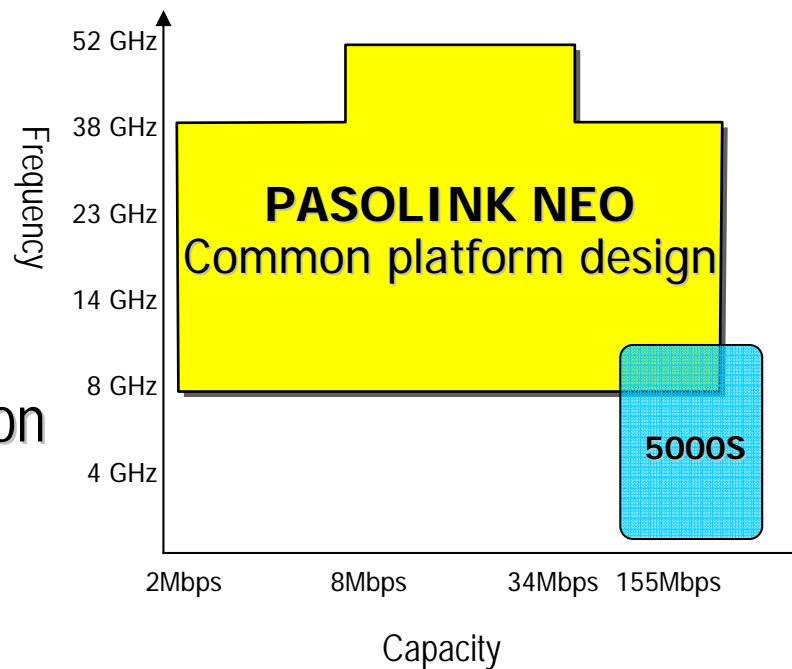 52 GHz
38 GHz
23 GHz
14 GHz
8 GHz
4 GHz
Frequency
PASOLINK NEO
Common platform design
5000S
on
2Mbps 8Mbps 34Mbps 155Mbps
Capacity